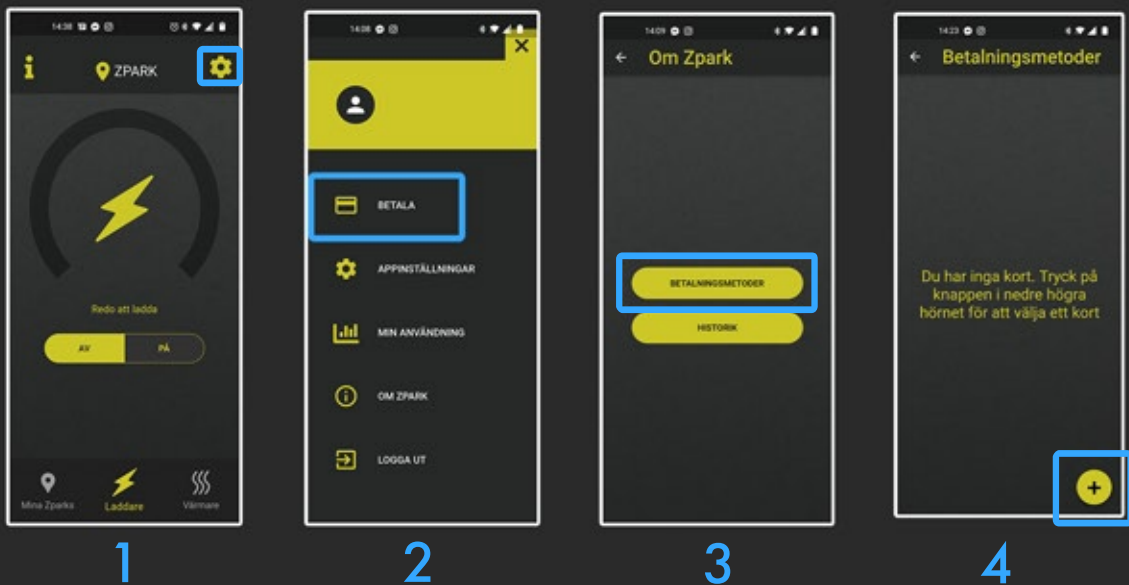 14:38
ZPARK
Redo att ladda
AV
PÅ
Mina Zparks
Laddare
Värmare
1
14:08
BETALA
APPINSTÄLLNINGAR
MIN ANVÄNDNING
OM ZPARK
LOGGA UT
2
14:09
Om Zpark
BETALNINGSMETODER
HISTORIK
3
14:23
Betalningsmetoder
Du har inga kort. Tryck på
knappen i nedre högra
hörnet för att välja ett kort
4